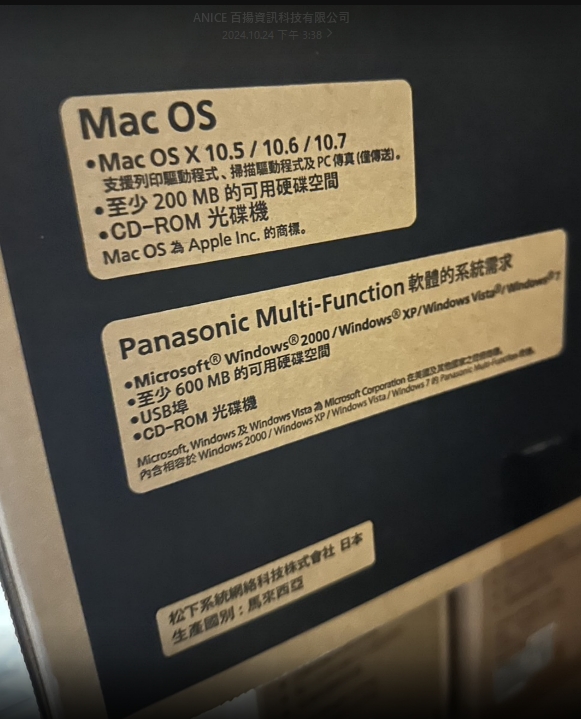 ANICE 百揚資訊科技有限公司
2024.10.24 下午 3:38 >
Mac OS
•Mac OS X 10.5 / 10.6 / 10.7
支援列印驅動程式、掃描驅動程式及PC傳真(僅傳送)。
•至少 200 MB 的可用硬碟空間
•CD-ROM 光碟機
Mac OS 為 Apple Inc. 的商標。
Panasonic Multi-Function 軟體的系統需求
•Microsoft® Windows® 2000 / Windows® XP / Windows Vista® / Windows® 7
•至少 600 MB 的可用硬碟空間
•USB埠
•CD-ROM 光碟機
Microsoft, Windows 及 Windows Vista 為 Microsoft Corporation 在美國及其他國家之註冊商標。
內含相容於 Windows 2000 / Windows XP / Windows Vista / Windows 7 的 Panasonic Multi-Function 軟體。
松下系統網絡科技株式會社 日本
生產國別：馬來西亞